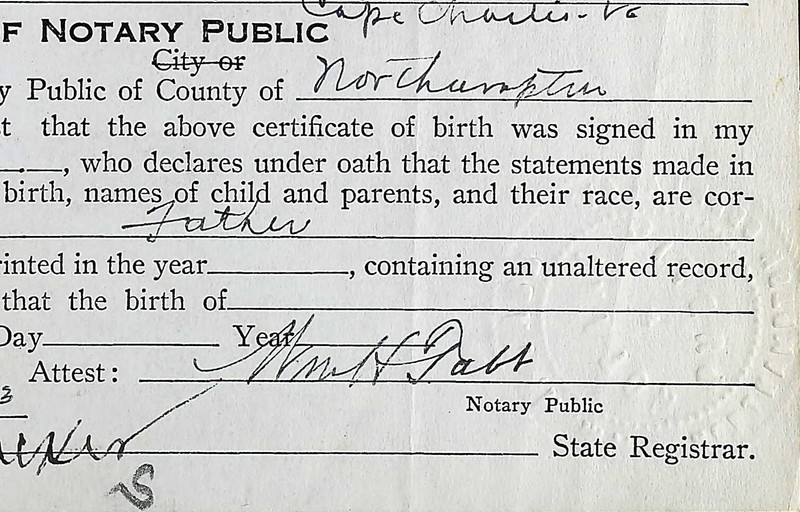 Cape Charles - Va
F NOTARY PUBLIC
City or
y Public of County of Northampton
t that the above certificate of birth was signed in my
, who declares under oath that the statements made in
birth, names of child and parents, and their race, are cor-
Father
rinted in the year , containing an unaltered record,
that the birth of
Day Year
Attest: Wm H Dabt
Notary Public
3
State Registrar.
S